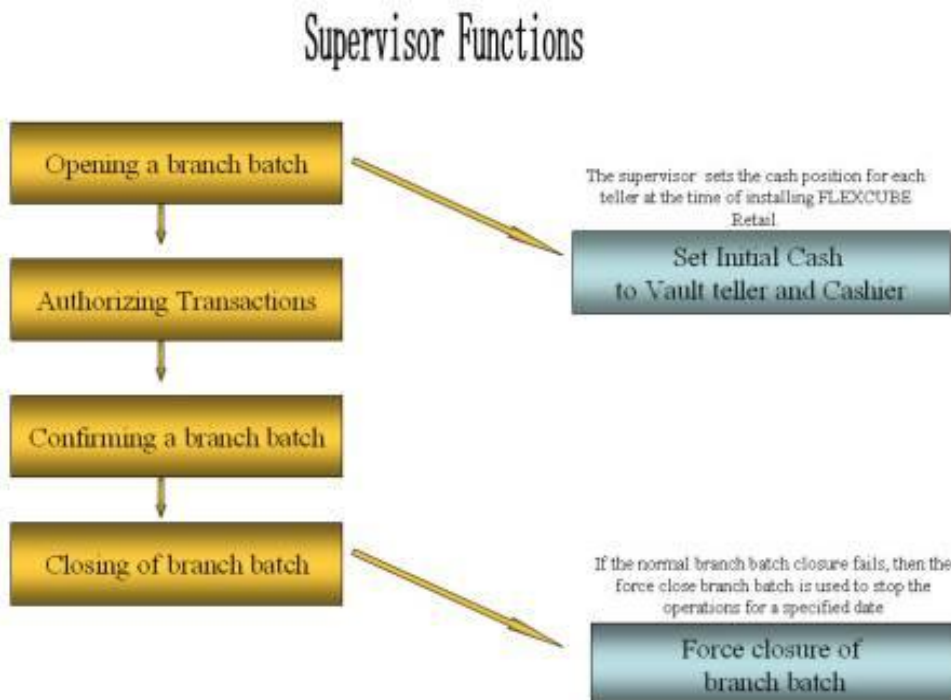 Supervisor Functions
Opening a branch batch
The supervisor sets the cash position for each
teller at the time of installing FLEXCUBE
Retail
Set Initial Cash
to Vault teller and Cashier
Authorizing Transactions
Confirming a branch batch
Closing of branch batch
If the normal branch batch closure fails, then the
force close branch batch is used to stop the
operations for a specified date
Force closure of
branch batch